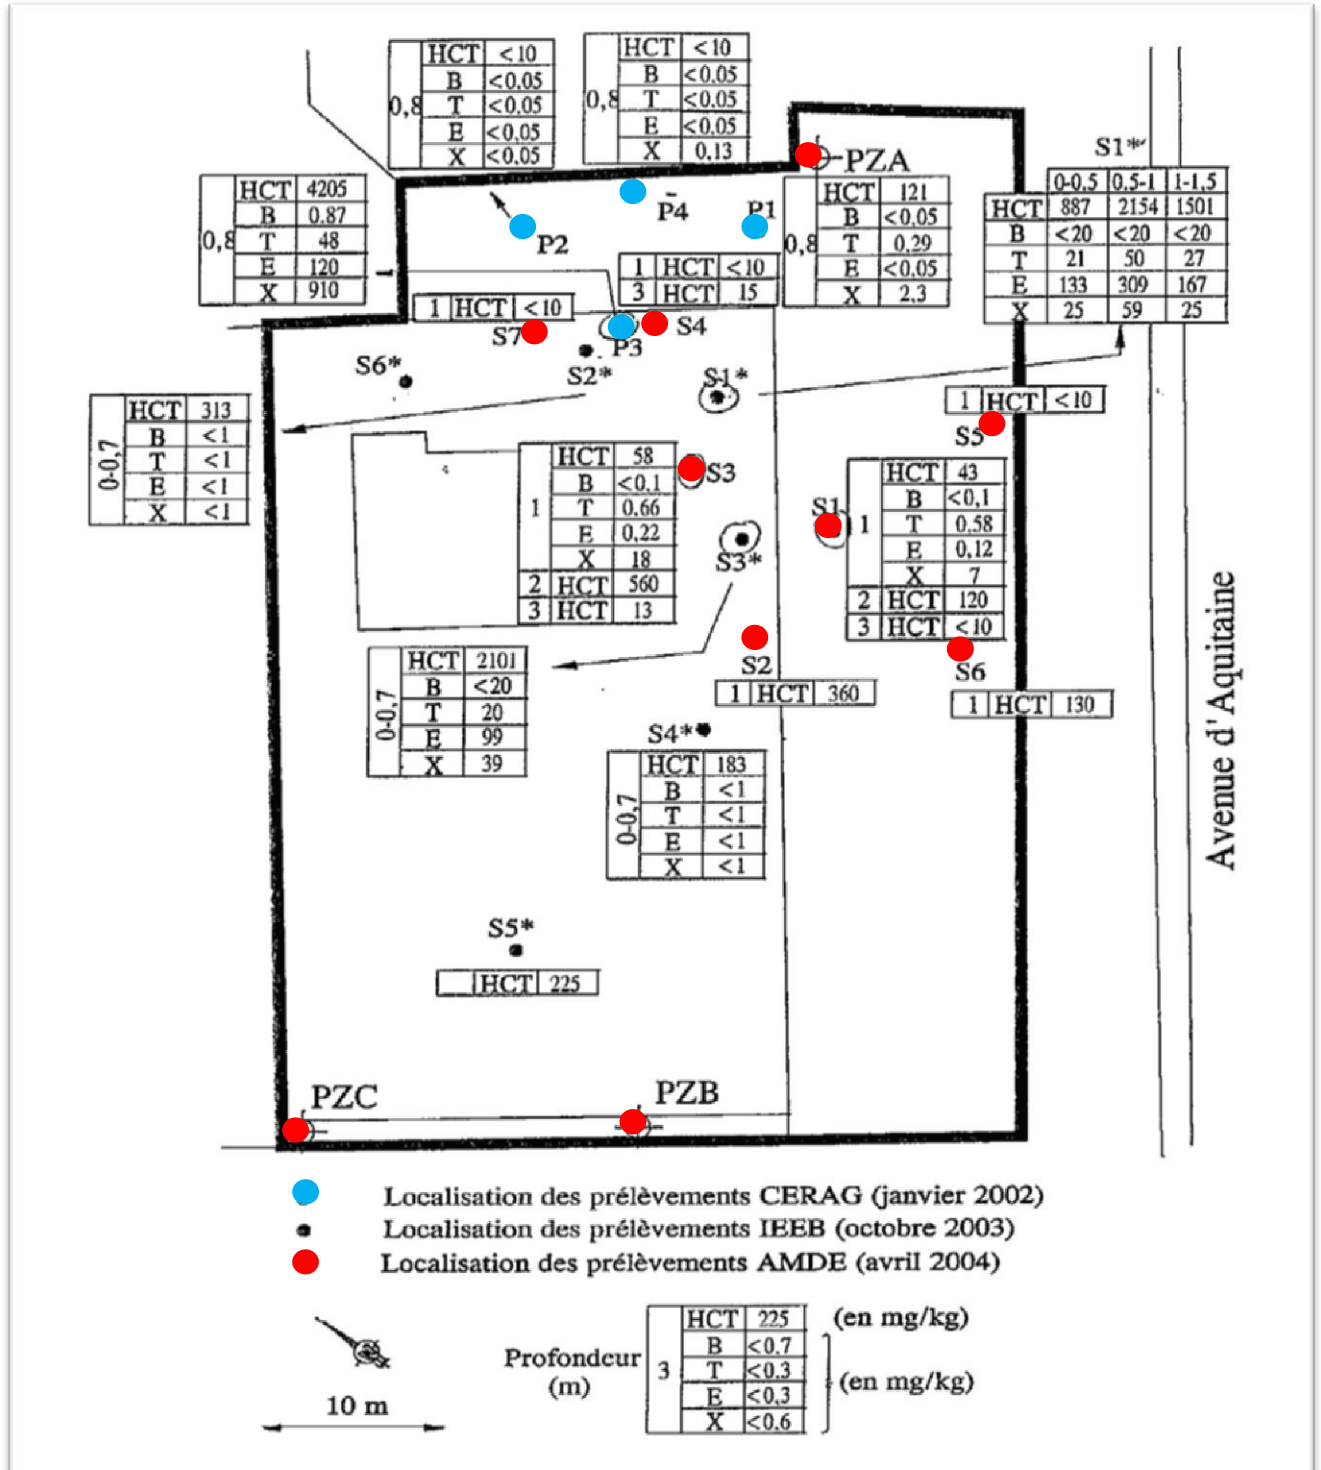 HCT <10
B <0,05
0,8 T <0,05
E <0,05
X <0,05
HCT <10
B <0,05
0,8 T <0,05
E <0,05
X 0,13
PZA
S1*
0-0,5 0,5-1 1-1,5
HCT 887 2154 1501
B <20 <20 <20
T 21 50 27
E 133 309 167
X 25 59 25
HCT 4205
B 0.87
0,8 T 48
E 120
X 910
HCT 121
B <0,05
0,8 T 0,29
E <0,05
X 2,3
P4
P1
P2
1 HCT <10
3 HCT 15
1 HCT <10
S7
P3
S4
S6*
S2*
S1*
1 HCT <10
S5
HCT 313
B <1
0-0,7 T <1
E <1
X <1
HCT 58
B <0,1
1 T 0.66
E 0,22
X 18
2 HCT 560
3 HCT 13
S3
S3*
S1
HCT 43
B <0,1
1 T 0,58
E 0,12
X 7
2 HCT 120
3 HCT <10
S2
1 HCT 360
S6
1 HCT 130
Avenue d'Aquitaine
HCT 2101
B <20
0-0,7 T 20
E 99
X 39
S4*
HCT 183
B <1
0-0,7 T <1
E <1
X <1
S5*
HCT 225
PZC
PZB
Localisation des prélèvements CERAG (janvier 2002)
Localisation des prélèvements IEEB (octobre 2003)
Localisation des prélèvements AMDE (avril 2004)
10 m
Profondeur
(m)
HCT 225 (en mg/kg)
B <0.7
3 T <0.3 (en mg/kg)
E <0,3
X <0,6